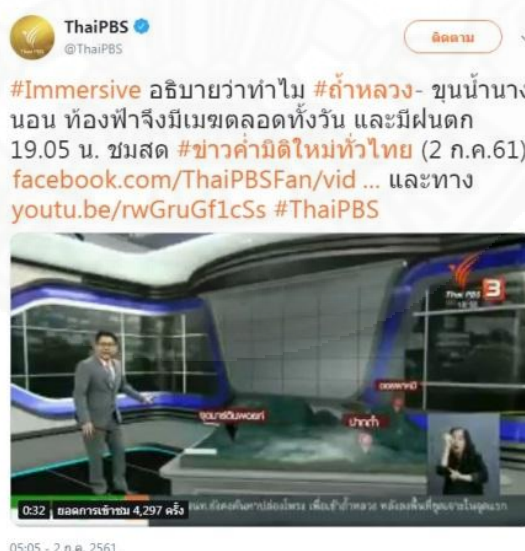 ThaiPBS
@ThaiPBS
ติดตาม
#Immersive อธิบายว่าทำไม #ถ้ำหลวง- ขุนน้ำนาง
นอน ท้องฟ้าจึงมีเมฆตลอดทั้งวัน และมีฝนตก
19.05 น. ชมสด #ข่าวค่ำมิติใหม่ทั่วไทย (2 ก.ค.61)
facebook.com/ThaiPBSFan/vid ... และทาง
youtu.be/rwGruGf1cSs #ThaiPBS
Thai PBS 3
ดอยผาหมี
จุดมาร์ตินพอยท์
ปากถ้ำ
0:32 ยอดการเข้าชม 4,297 ครั้ง
05:05 - 2 ก.ค. 2561